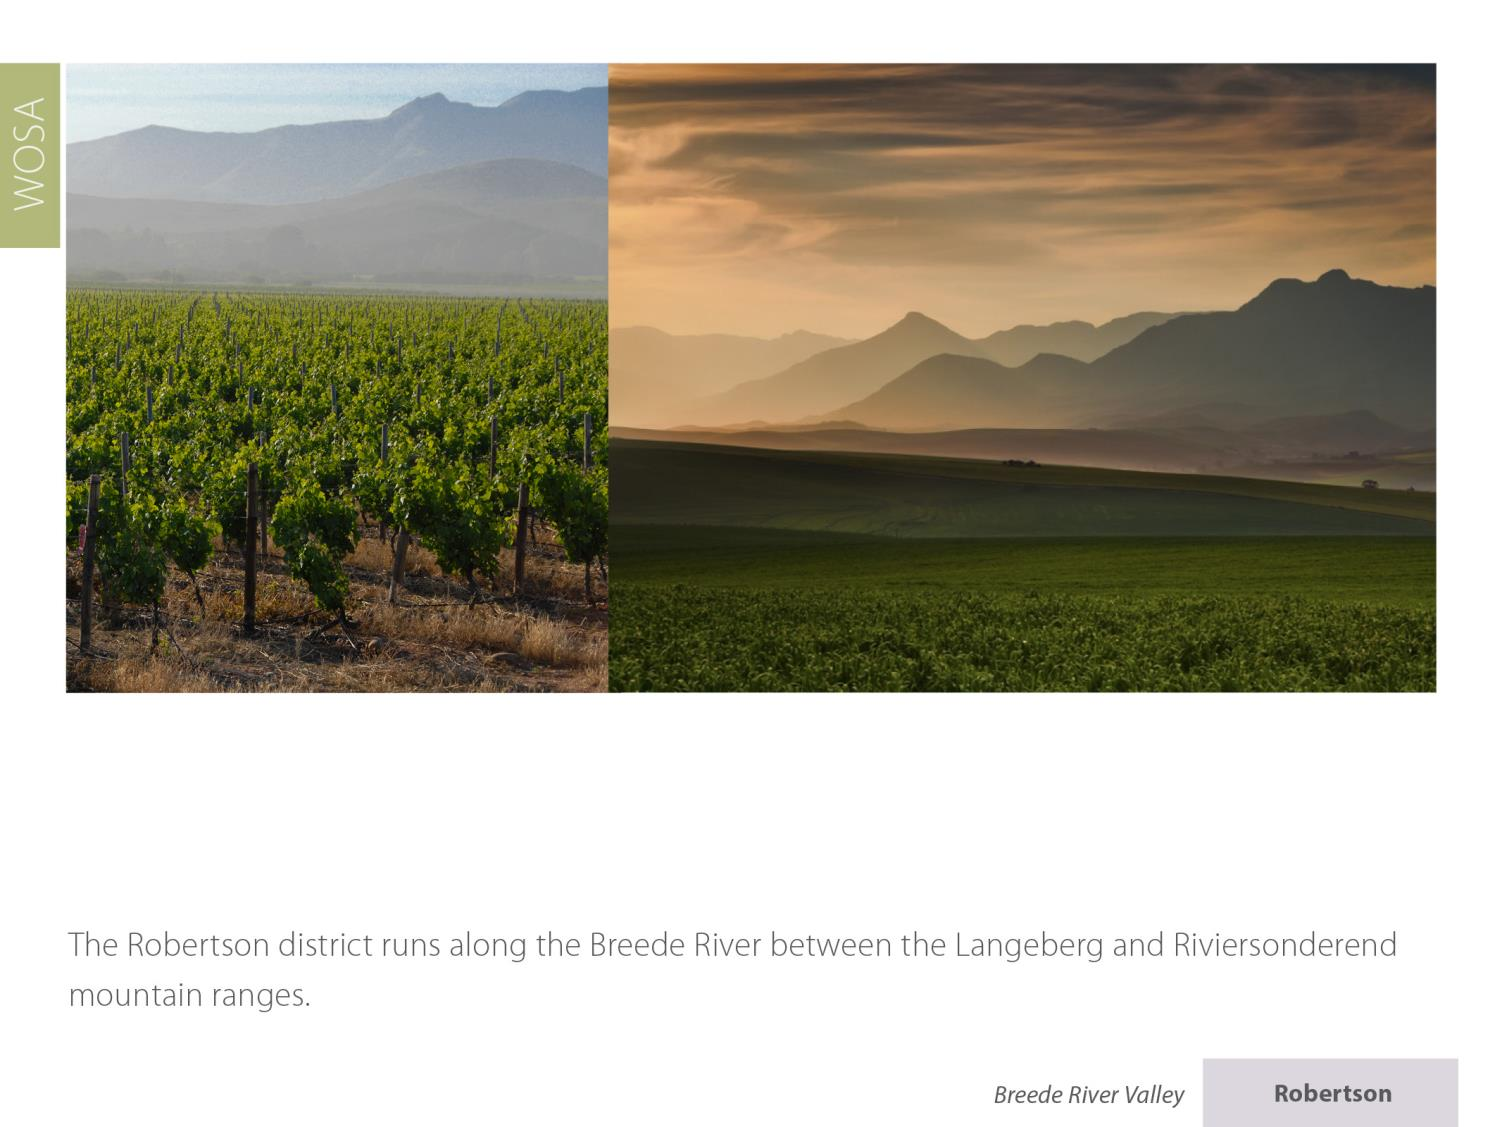 WOSA
The Robertson district runs along the Breede River between the Langeberg and Riviersonderend
mountain ranges.
Breede River Valley
Robertson